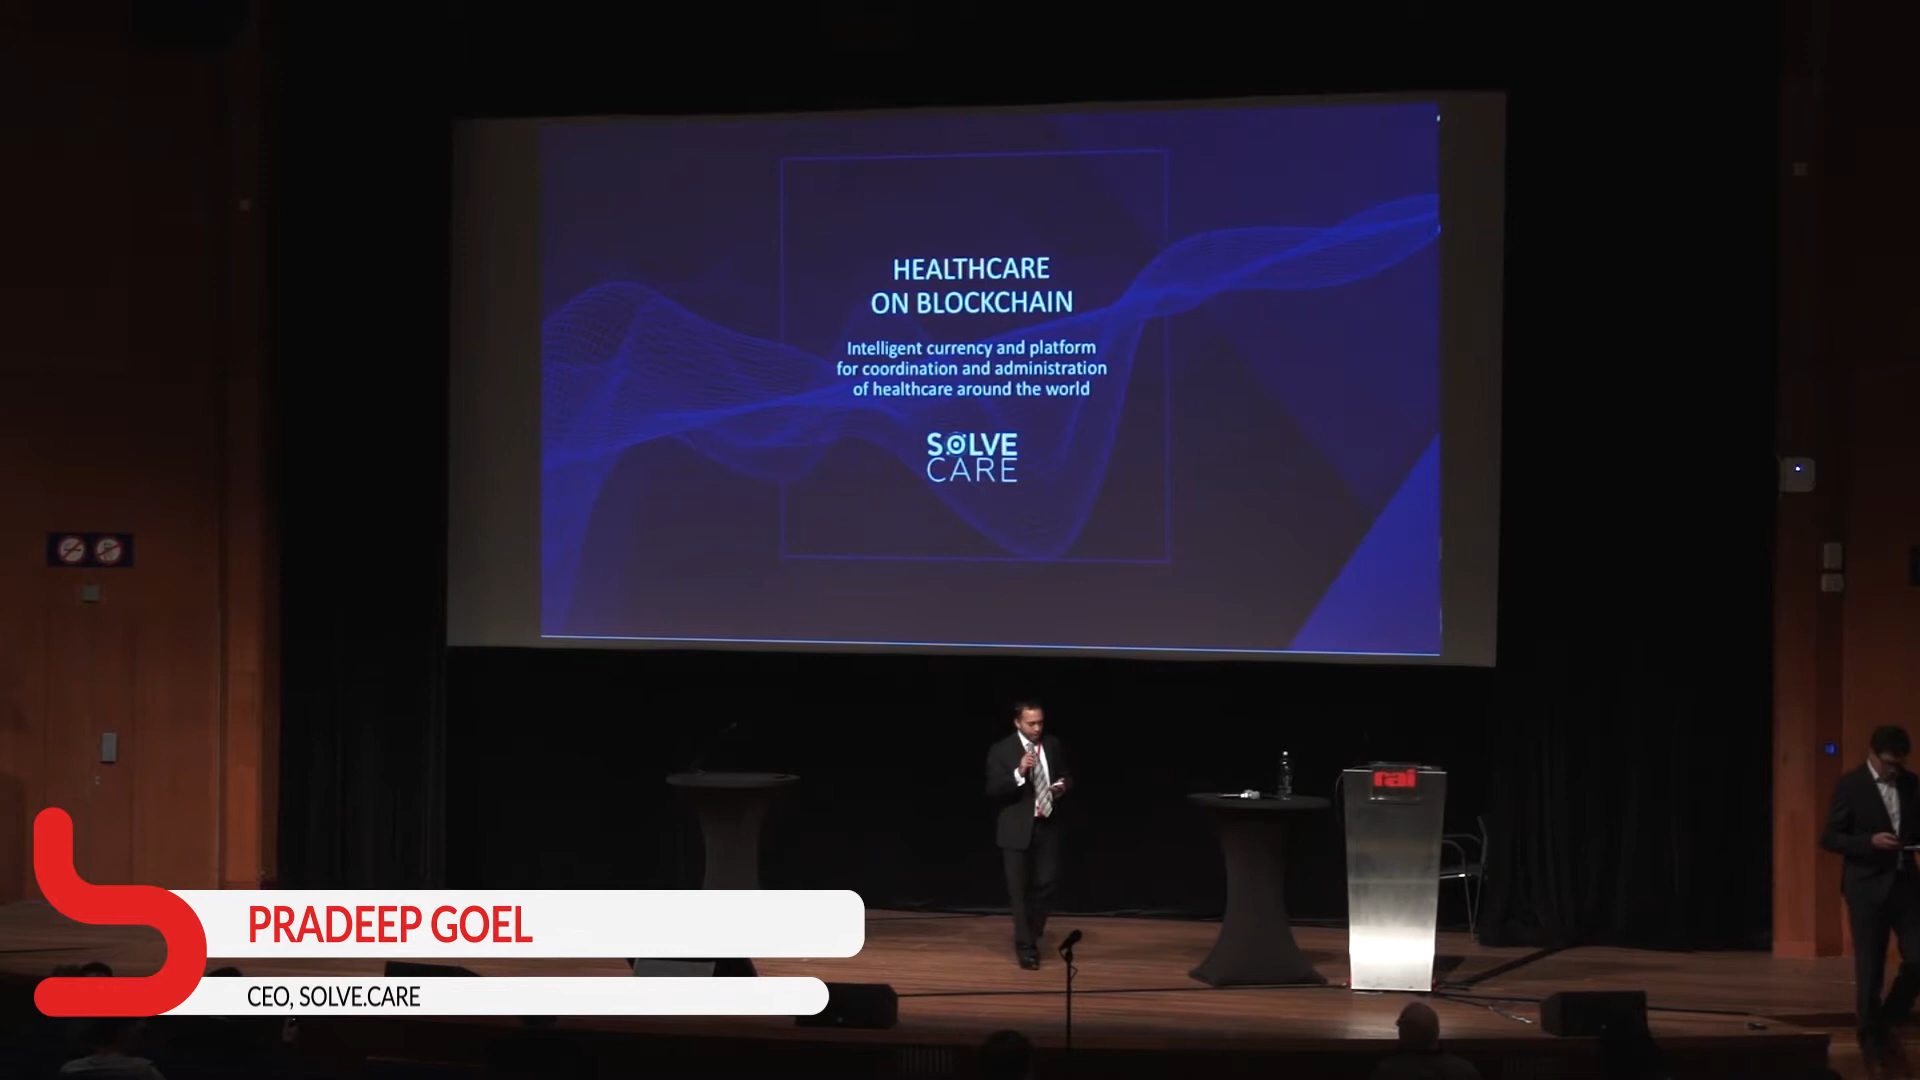 HEALTHCARE
ON BLOCKCHAIN
Intelligent currency and platform
for coordination and administration
of healthcare around the world
SOLVE
CARE
rai
PRADEEP GOEL
CEO, SOLVE.CARE